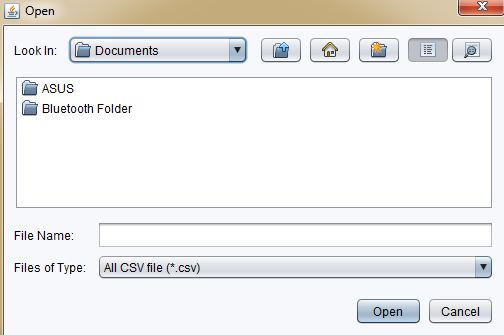 Open
Look In: Documents
ASUS
Bluetooth Folder
File Name:
Files of Type: All CSV file (*.csv)
Open Cancel